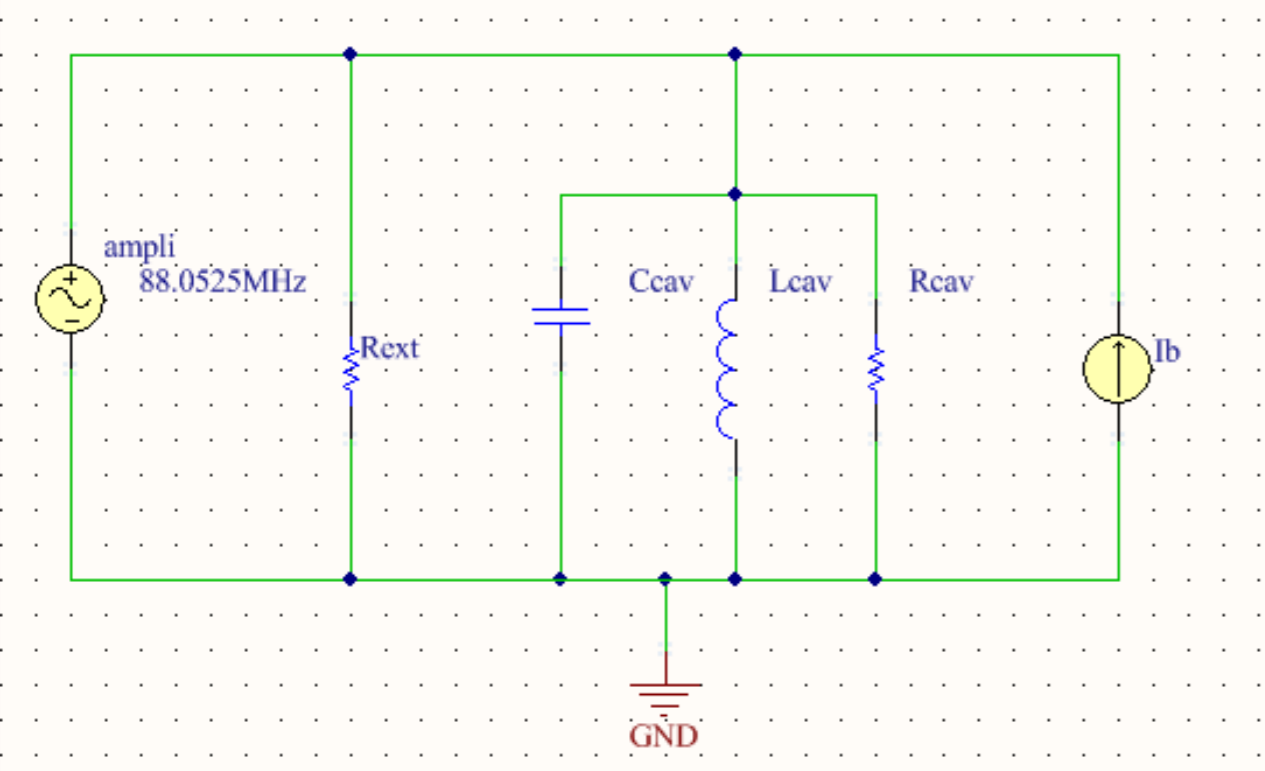 ampli
88.0525MHz
Ccav
Lcav
Rcav
Rext
Ib
GND